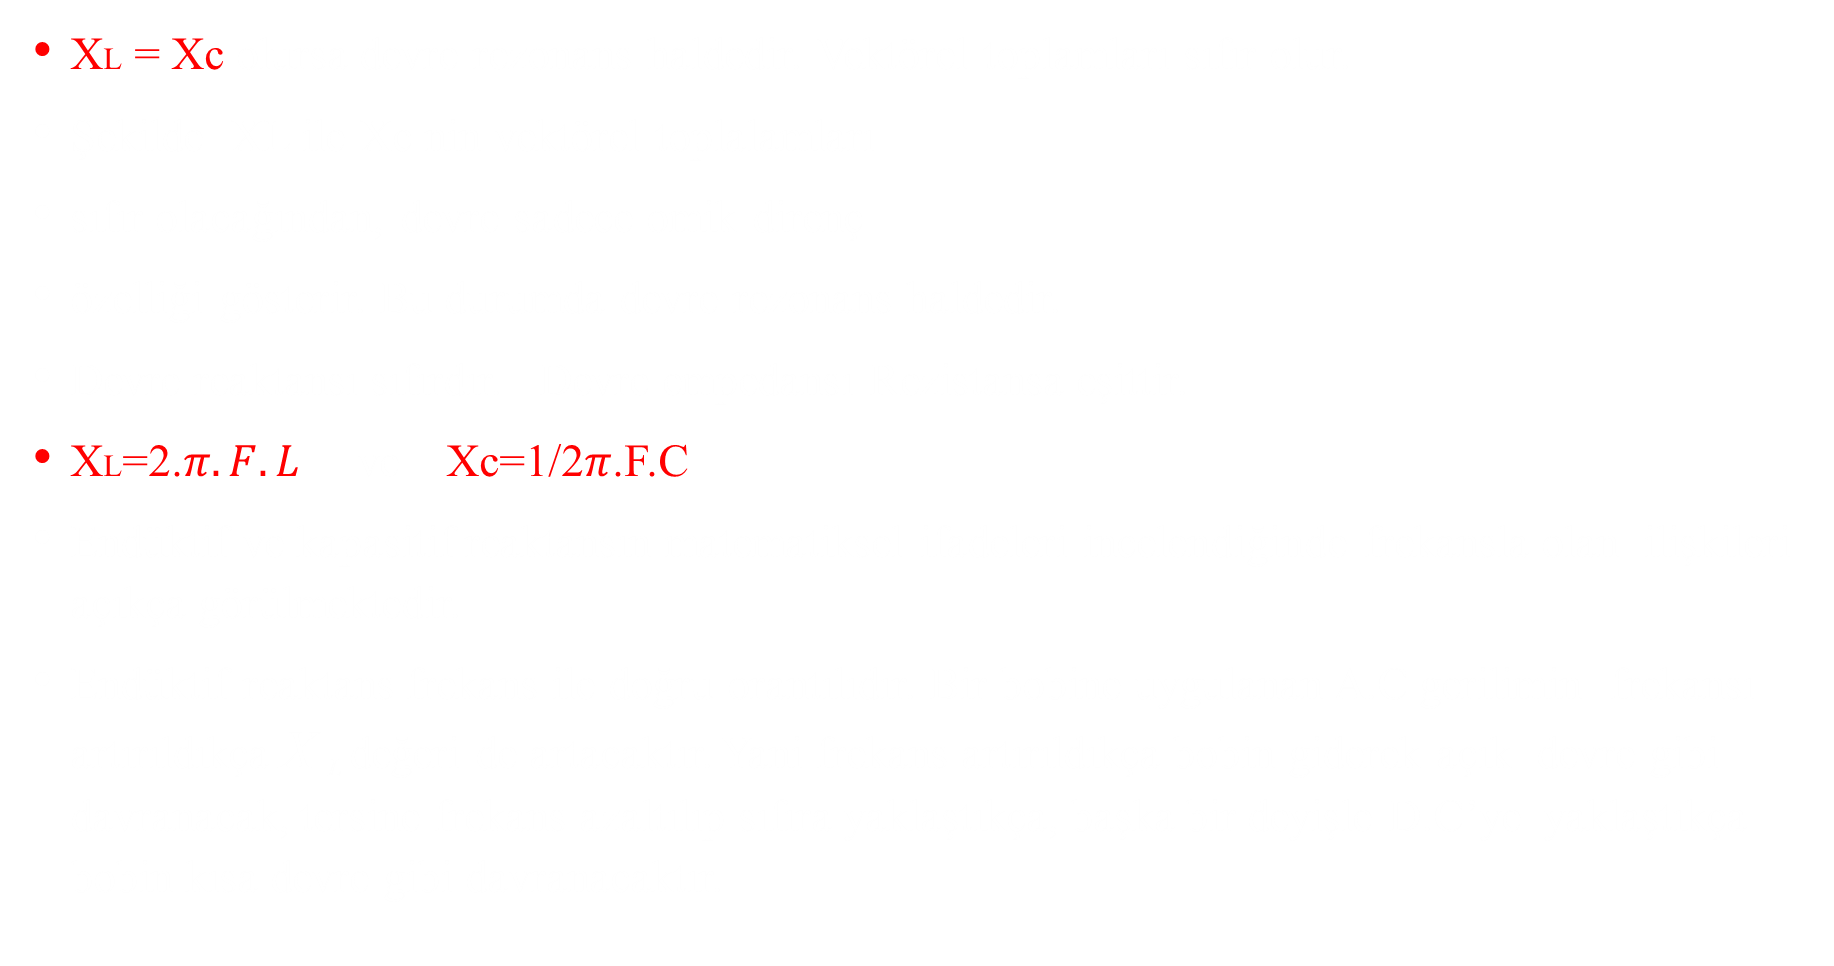 • XL = Xc
• XL=2.𝜋.𝐹.𝐿 Xc=1/2𝜋.F.C